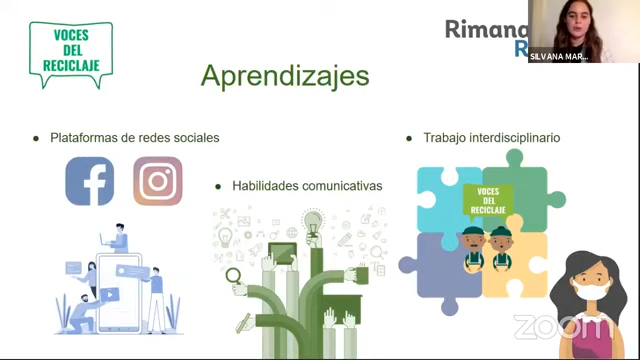 VOCES
DEL
RECICLAJE
Rimana
R
SILVANA MAR...
Aprendizajes
● Plataformas de redes sociales
● Habilidades comunicativas
● Trabajo interdisciplinario
VOCES
DEL
RECICLAJE
zoom